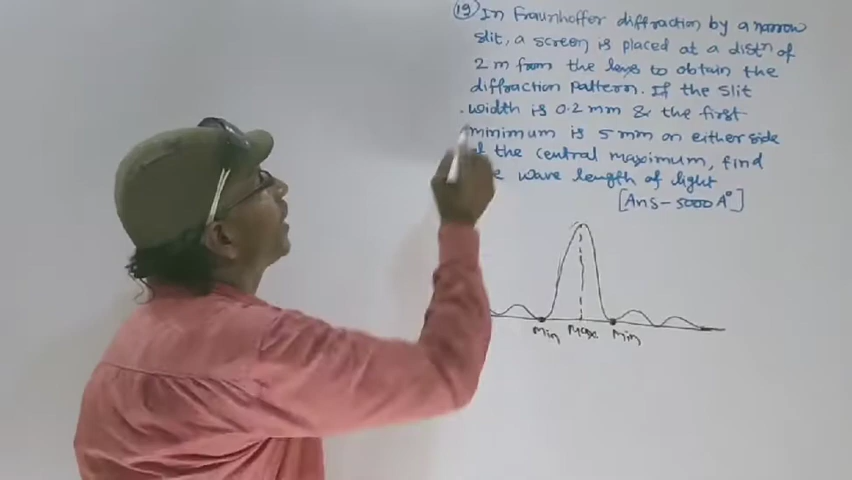 19 In Fraunhoffer diffraction by a narrow
slit, a screen is placed at a distn of
2 m from the lens to obtain the
diffraction pattern. If the slit
width is 0.2 mm & the first
minimum is 5 mm on either side
the central maximum, find
wave length of light
[Ans - 5000 A°]
Min Max Min